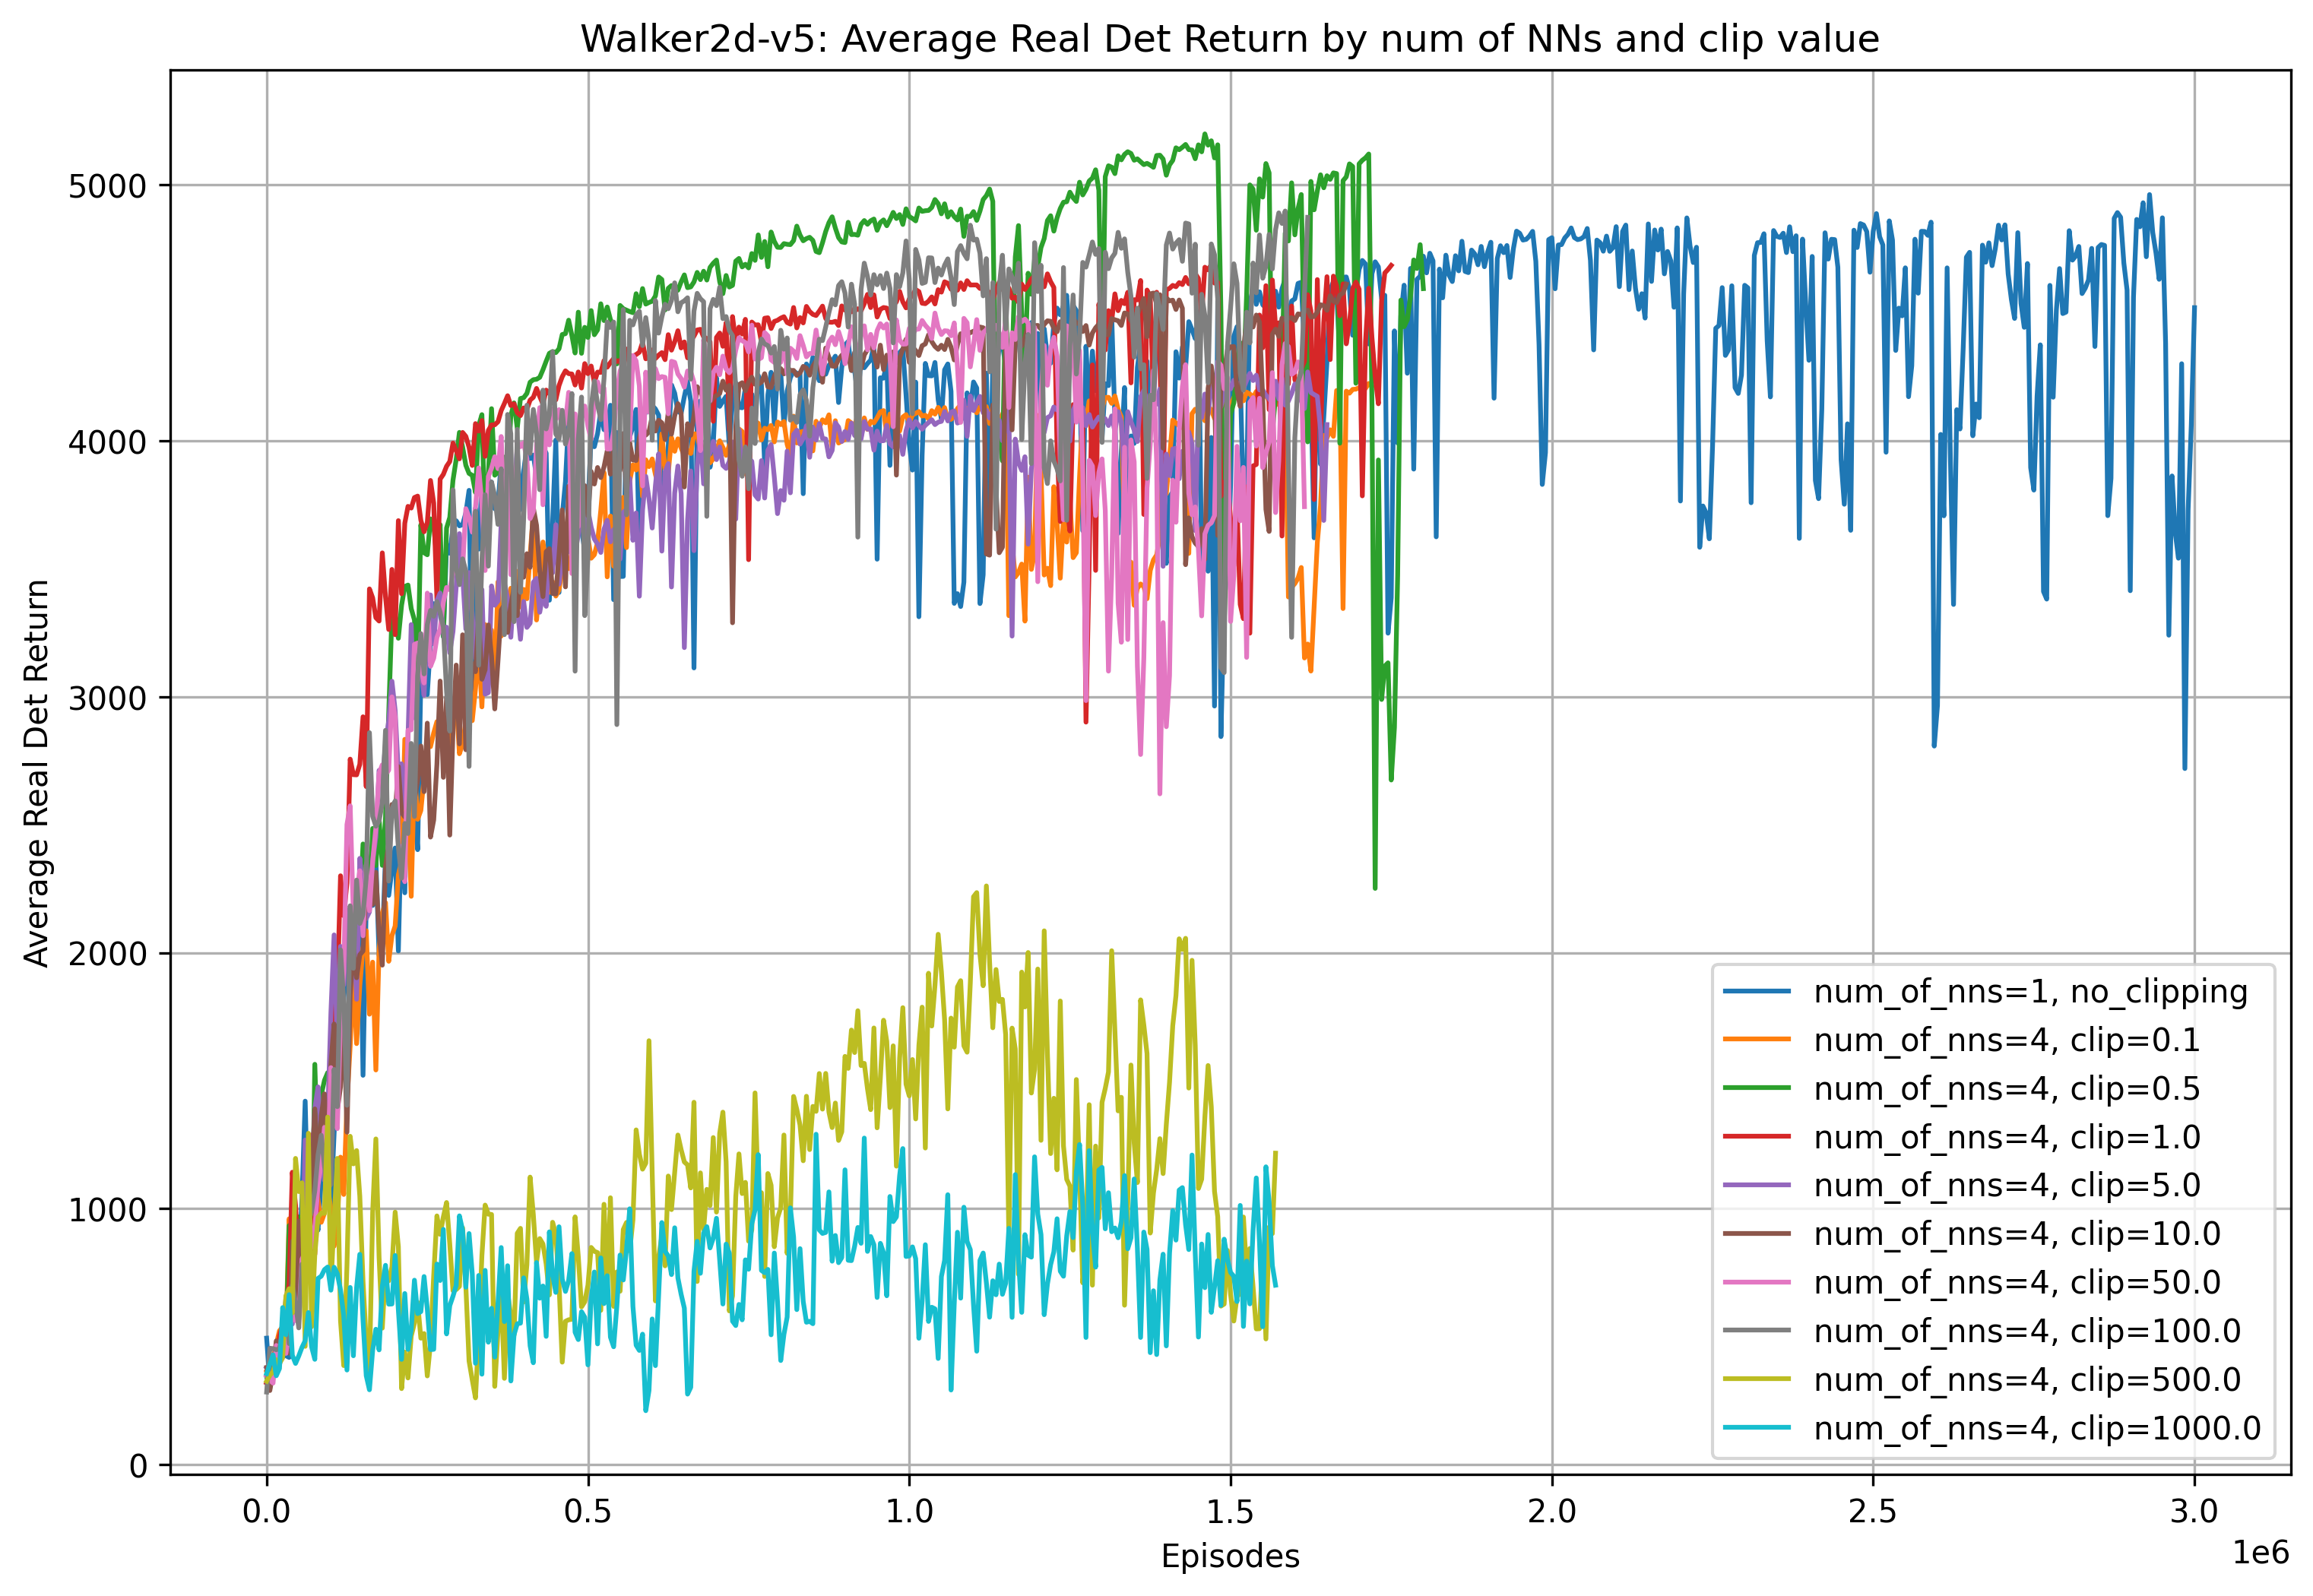 Walker2d-v5: Average Real Det Return by num of NNs and clip value
Average Real Det Return
5000
4000
3000
2000
1000
0
0.0 0.5 1.0 1.5 2.0 2.5 3.0
Episodes
1e6
num_of_nns=1, no_clipping
num_of_nns=4, clip=0.1
num_of_nns=4, clip=0.5
num_of_nns=4, clip=1.0
num_of_nns=4, clip=5.0
num_of_nns=4, clip=10.0
num_of_nns=4, clip=50.0
num_of_nns=4, clip=100.0
num_of_nns=4, clip=500.0
num_of_nns=4, clip=1000.0